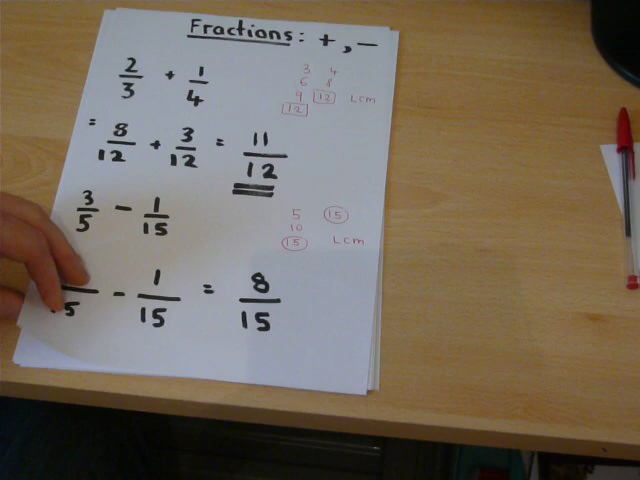 Fractions: +, -
2/3 + 1/4
3 4
6 8
9 12 Lcm
12
= 8/12 + 3/12 = 11/12
3/5 - 1/15
5 15
10
15 Lcm
5 - 1/15 = 8/15